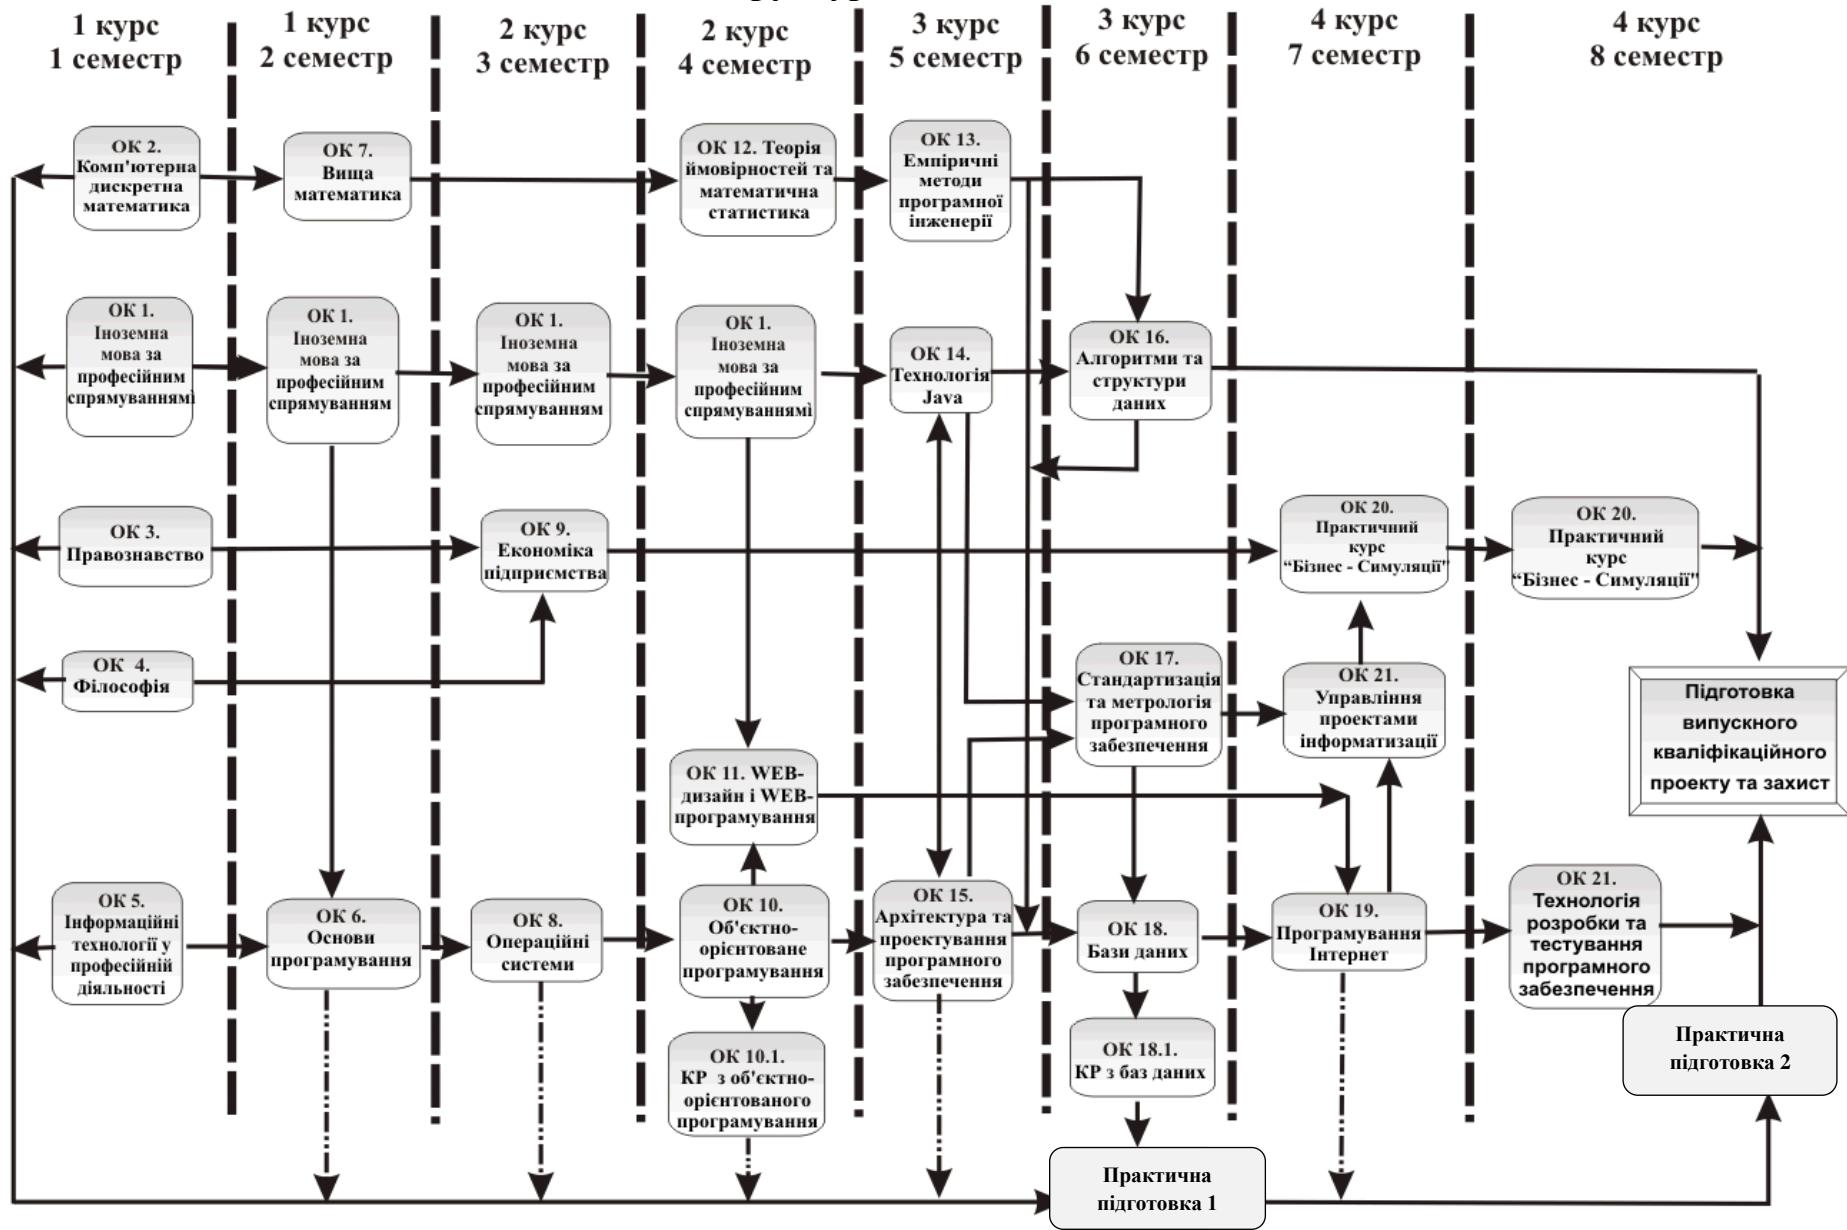 1 курс
1 семестр
1 курс
2 семестр
2 курс
3 семестр
2 курс
4 семестр
3 курс
5 семестр
3 курс
6 семестр
4 курс
7 семестр
4 курс
8 семестр
ОК 2.
Комп'ютерна
дискретна
математика
ОК 7.
Вища
математика
ОК 12. Теорія
ймовірностей та
математична
статистика
ОК 13.
Емпіричні
методи
програмної
інженерії
ОК 1.
Іноземна
мова за
професійним
спрямуванням
ОК 1.
Іноземна
мова за
професійним
спрямуванням
ОК 1.
Іноземна
мова за
професійним
спрямуванням
ОК 1.
Іноземна
мова за
професійним
спрямуванням
ОК 14.
Технологія
Java
ОК 16.
Алгоритми та
структури
даних
ОК 3.
Правознавство
ОК 9.
Економіка
підприємства
ОК 20.
Практичний
курс
“Бізнес - Симуляції"
ОК 20.
Практичний
курс
“Бізнес - Симуляції"
ОК 4.
Філософія
ОК 17.
Стандартизація
та метрологія
програмного
забезпечення
ОК 21.
Управління
проектами
інформатизації
Підготовка
випускного
кваліфікаційного
проекту та захист
ОК 11. WEB-
дизайн і WEB-
програмування
ОК 5.
Інформаційні
технології у
професійній
діяльності
ОК 6.
Основи
програмування
ОК 8.
Операційні
системи
ОК 10.
Об'єктно-
орієнтоване
програмування
ОК 15.
Архітектура та
проектування
програмного
забезпечення
ОК 18.
Бази даних
ОК 19.
Програмування
Інтернет
ОК 21.
Технологія
розробки та
тестування
програмного
забезпечення
ОК 10.1.
КР з об'єктно-
орієнтованого
програмування
ОК 18.1.
КР з баз даних
Практична
підготовка 2
Практична
підготовка 1